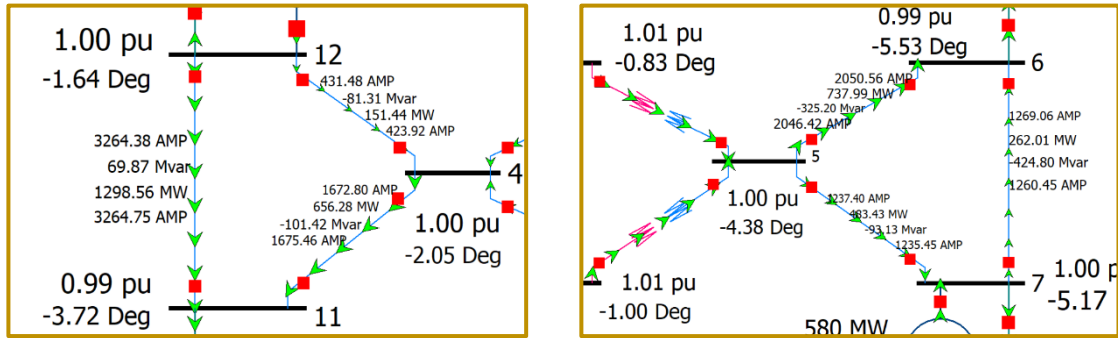 1.00 pu
-1.64 Deg
12
431.48 AMP
-81.31 Mvar
151.44 MW
423.92 AMP
3264.38 AMP
69.87 Mvar
1298.56 MW
3264.75 AMP
4
1672.80 AMP
656.28 MW
-101.42 Mvar
1675.46 AMP
1.00 pu
-2.05 Deg
0.99 pu
-3.72 Deg
11
1.01 pu
-0.83 Deg
0.99 pu
-5.53 Deg
6
2050.56 AMP
737.99 MW
-325.20 Mvar
2046.42 AMP
5
1269.06 AMP
262.01 MW
-424.80 Mvar
1260.45 AMP
1.00 pu
-4.38 Deg
1237.40 AMP
483.43 MW
-93.13 Mvar
1235.45 AMP
1.01 pu
-1.00 Deg
7
1.00 p
-5.17
580 MW